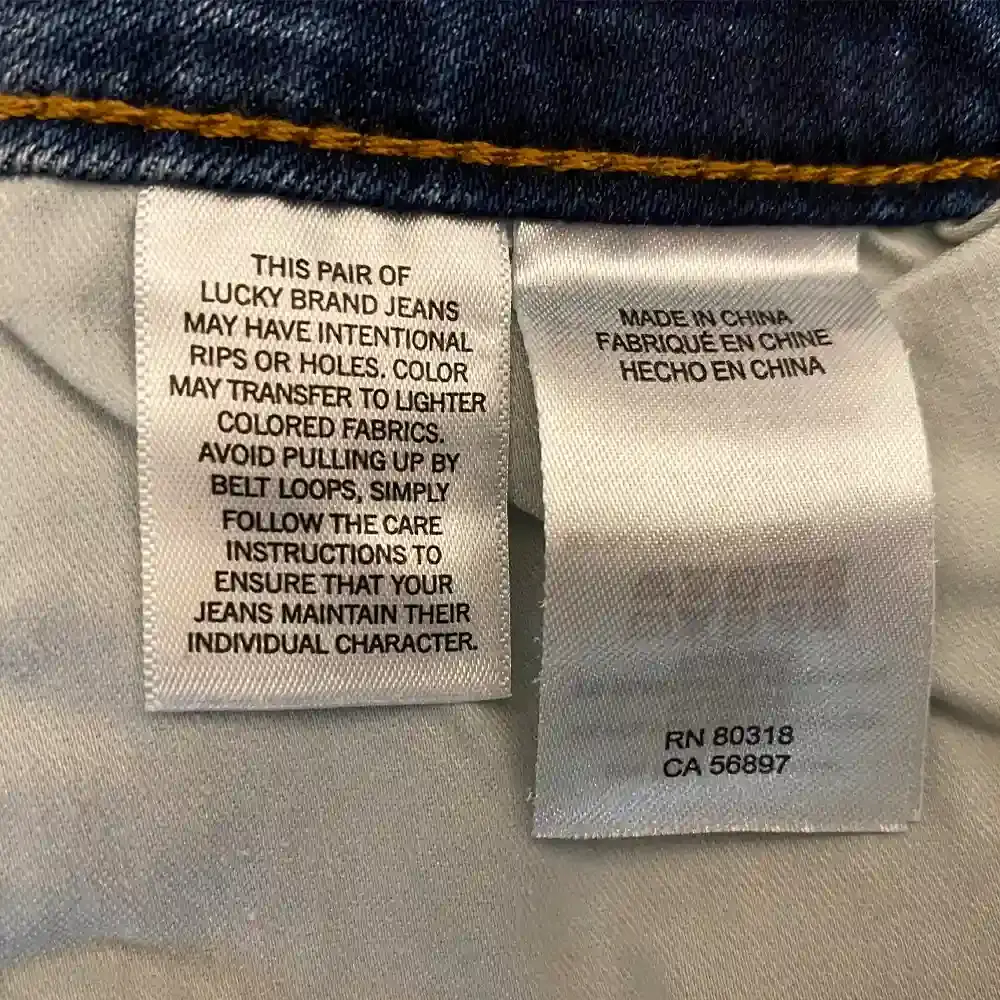 THIS PAIR OF
LUCKY BRAND JEANS
MAY HAVE INTENTIONAL
RIPS OR HOLES. COLOR
MAY TRANSFER TO LIGHTER
COLORED FABRICS.
AVOID PULLING UP BY
BELT LOOPS, SIMPLY
FOLLOW THE CARE
INSTRUCTIONS TO
ENSURE THAT YOUR
JEANS MAINTAIN THEIR
INDIVIDUAL CHARACTER.
MADE IN CHINA
FABRIQUÉ EN CHINE
HECHO EN CHINA
RN 80318
CA 56897